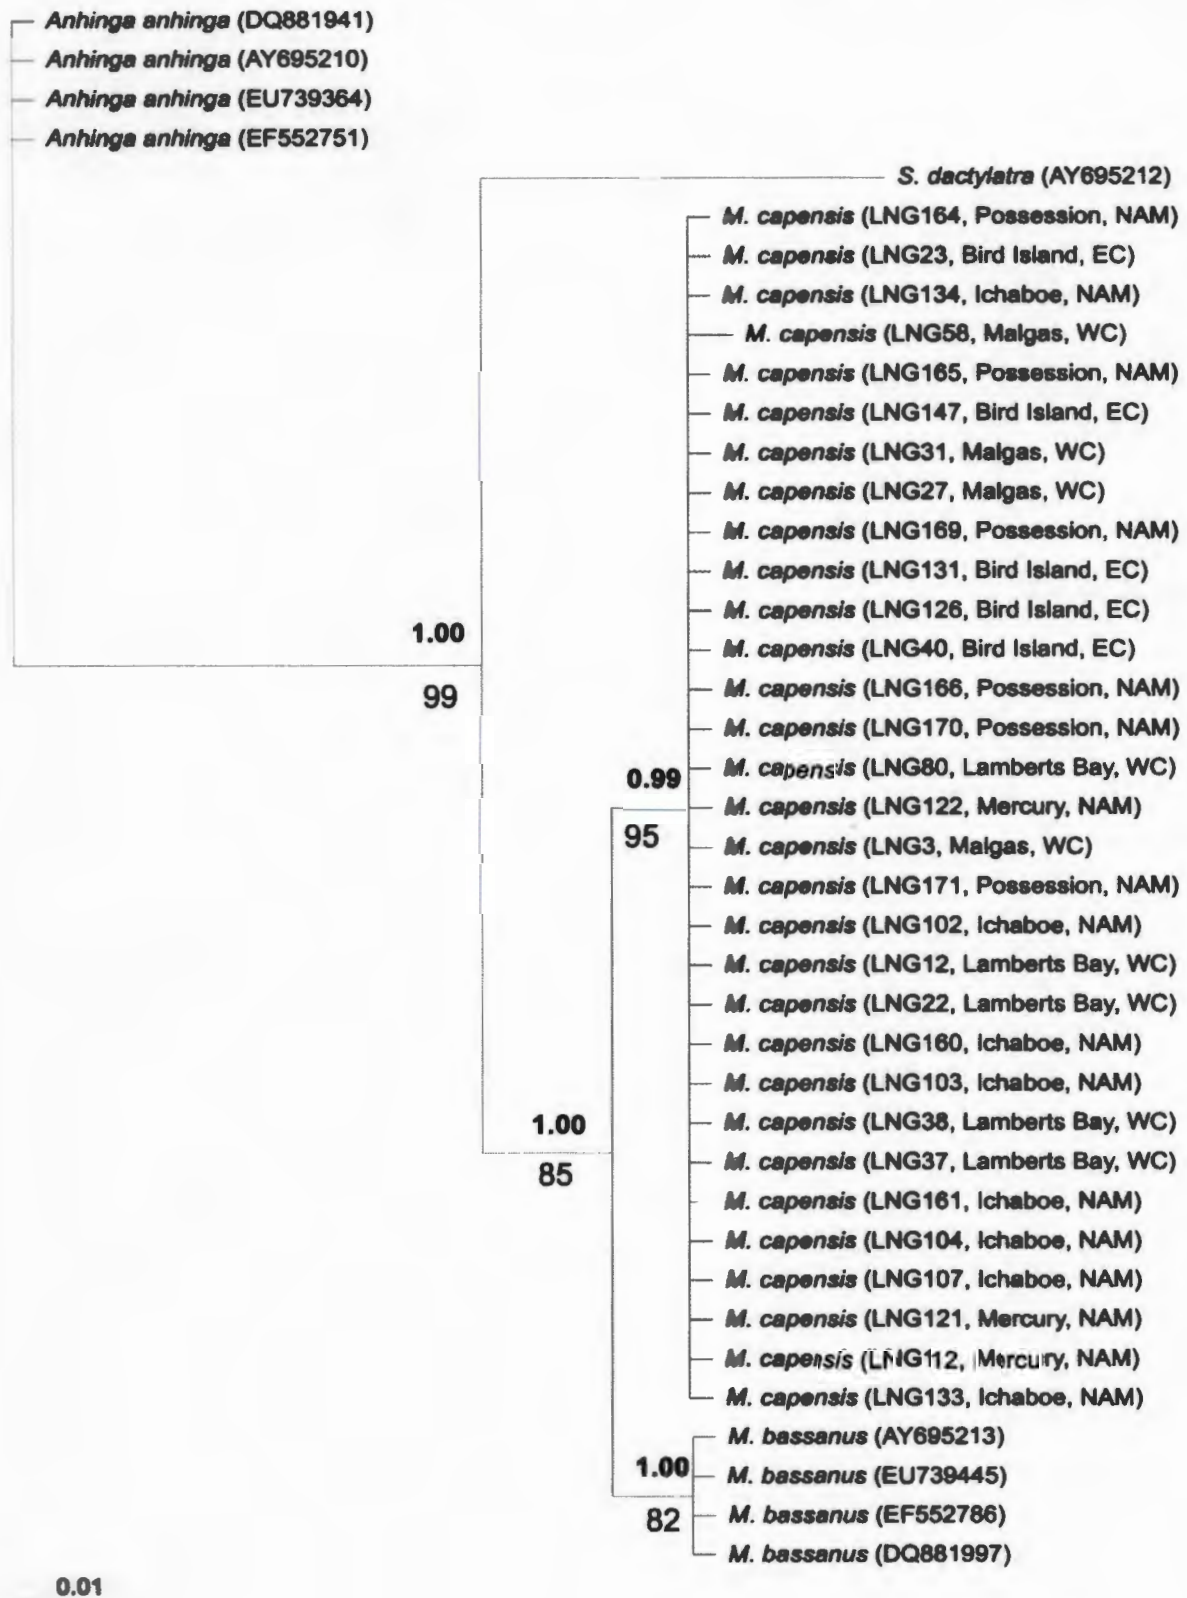 Anhinga anhinga (DQ881941)
Anhinga anhinga (AY695210)
Anhinga anhinga (EU739364)
Anhinga anhinga (EF552751)
S. dactylatra (AY695212)
M. capensis (LNG164, Possession, NAM)
M. capensis (LNG23, Bird Island, EC)
M. capensis (LNG134, Ichaboe, NAM)
M. capensis (LNG58, Malgas, WC)
M. capensis (LNG165, Possession, NAM)
M. capensis (LNG147, Bird Island, EC)
M. capensis (LNG31, Malgas, WC)
M. capensis (LNG27, Malgas, WC)
M. capensis (LNG169, Possession, NAM)
M. capensis (LNG131, Bird Island, EC)
M. capensis (LNG126, Bird Island, EC)
1.00
M. capensis (LNG40, Bird Island, EC)
99
M. capensis (LNG166, Possession, NAM)
M. capensis (LNG170, Possession, NAM)
M. capensis (LNG80, Lamberts Bay, WC)
0.99
M. capensis (LNG122, Mercury, NAM)
95
M. capensis (LNG3, Malgas, WC)
M. capensis (LNG171, Possession, NAM)
M. capensis (LNG102, Ichaboe, NAM)
M. capensis (LNG12, Lamberts Bay, WC)
M. capensis (LNG22, Lamberts Bay, WC)
M. capensis (LNG160, Ichaboe, NAM)
M. capensis (LNG103, Ichaboe, NAM)
M. capensis (LNG38, Lamberts Bay, WC)
1.00
M. capensis (LNG37, Lamberts Bay, WC)
85
M. capensis (LNG161, Ichaboe, NAM)
M. capensis (LNG104, Ichaboe, NAM)
M. capensis (LNG107, Ichaboe, NAM)
M. capensis (LNG121, Mercury, NAM)
M. capensis (LNG112, Mercury, NAM)
M. capensis (LNG133, Ichaboe, NAM)
M. bassanus (AY695213)
1.00
M. bassanus (EU739445)
82
M. bassanus (EF552786)
M. bassanus (DQ881997)
0.01